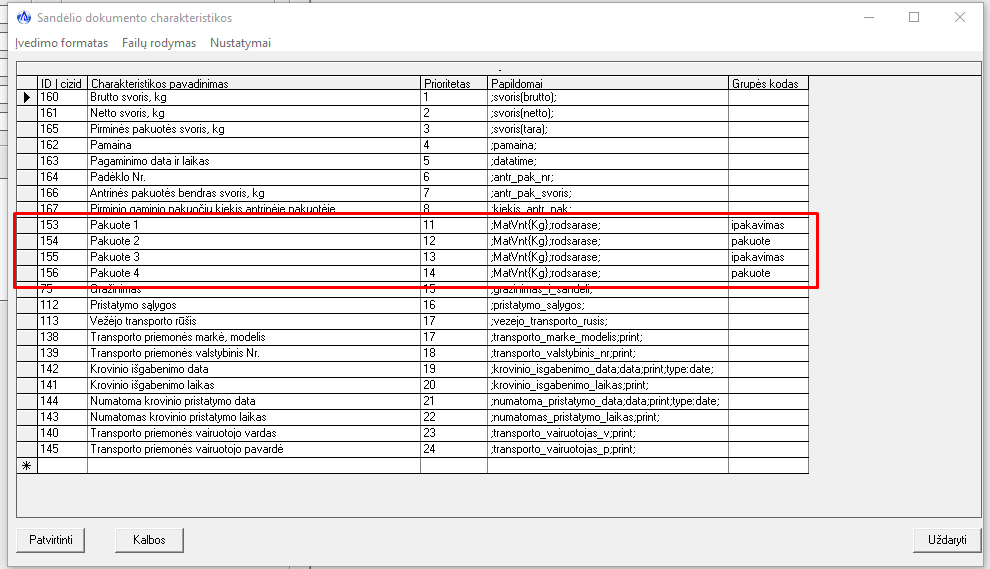 Sandėlio dokumento charakteristikos
Įvedimo formatas Failų rodymas Nustatymai
ID | cizid Charakteristikos pavadinimas Prioritetas Papildomai Grupės kodas
160 Brutto svoris, kg 1 ;svoris(brutto);
161 Netto svoris, kg 2 ;svoris(netto);
165 Pirminės pakuotės svoris, kg 3 ;svoris(tara);
162 Pamaina 4 ;pamaina;
163 Pagaminimo data ir laikas 5 ;datatime;
164 Padėklo Nr. 6 ;antr_pak_nr;
166 Antrinės pakuotės bendras svoris, kg 7 ;antr_pak_svoris;
167 Pirminio gaminio pakuočių kiekis antrinėje pakuotėje 8 ;kiekis_antr_pak;
153 Pakuote 1 11 ;MatVnt{Kg};rodsarase; ipakavimas
154 Pakuote 2 12 ;MatVnt{Kg};rodsarase; pakuote
155 Pakuote 3 13 ;MatVnt{Kg};rodsarase; ipakavimas
156 Pakuote 4 14 ;MatVnt{Kg};rodsarase; pakuote
75 Gražinimas 15 ;grazinimas_i_sandeli;
112 Pristatymo sąlygos 16 ;pristatymo_salygos;
113 Vežėjo transporto rūšis 17 ;vezejo_transporto_rusis;
138 Transporto priemonės markė, modelis 17 ;transporto_marke_modelis;print;
139 Transporto priemonės valstybinis Nr. 18 ;transporto_valstybinis_nr;print;
142 Krovinio išgabenimo data 19 ;krovinio_isgabenimo_data;data;print;type:date;
141 Krovinio išgabenimo laikas 20 ;krovinio_isgabenimo_laikas;print;
144 Numatoma krovinio pristatymo data 21 ;numatoma_pristatymo_data;data;print;type:date;
143 Numatomas krovinio pristatymo laikas 22 ;numatomas_pristatymo_laikas;print;
140 Transporto priemonės vairuotojo vardas 23 ;transporto_vairuotojas_v;print;
145 Transporto priemonės vairuotojo pavardė 24 ;transporto_vairuotojas_p;print;
Patvirtinti Kalbos Uždaryti